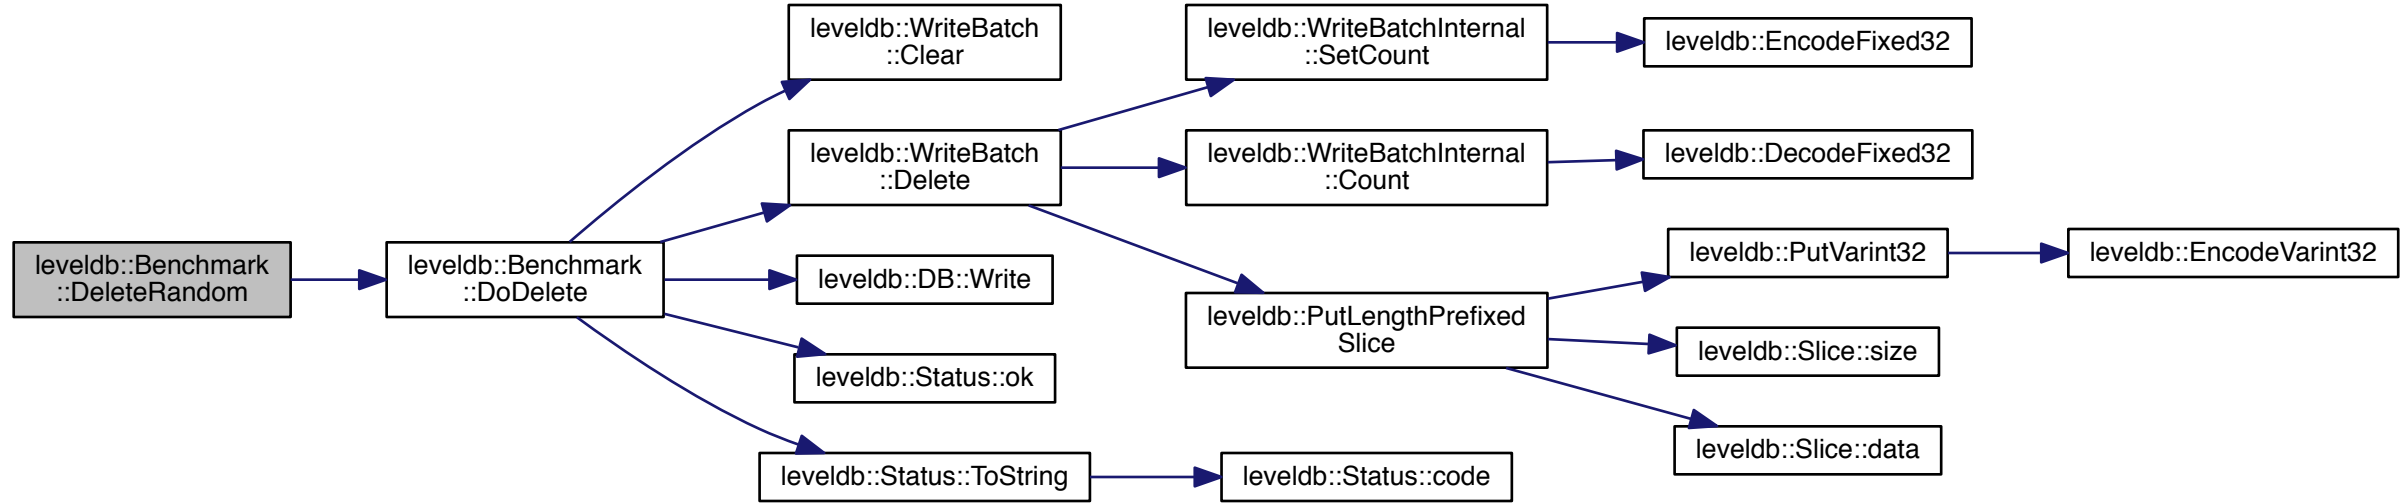 leveldb::Benchmark
::DeleteRandom
leveldb::Benchmark
::DoDelete
leveldb::WriteBatch
::Clear
leveldb::WriteBatch
::Delete
leveldb::DB::Write
leveldb::Status::ok
leveldb::Status::ToString
leveldb::WriteBatchInternal
::SetCount
leveldb::WriteBatchInternal
::Count
leveldb::PutLengthPrefixed
Slice
leveldb::Status::code
leveldb::EncodeFixed32
leveldb::DecodeFixed32
leveldb::PutVarint32
leveldb::Slice::size
leveldb::Slice::data
leveldb::EncodeVarint32